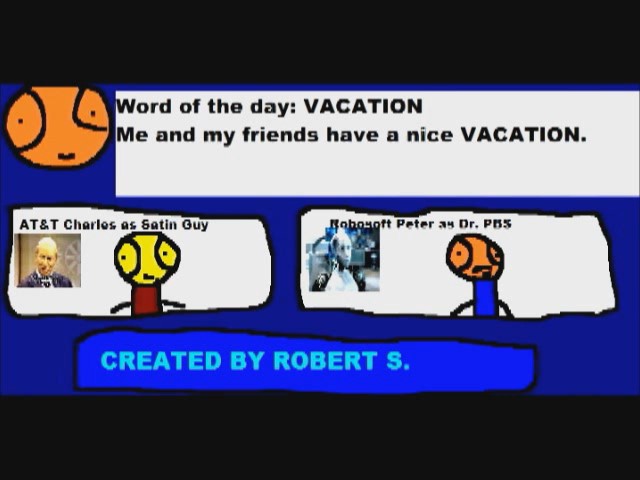 Word of the day: VACATION
Me and my friends have a nice VACATION.
AT&T Charles as Satin Guy
Robosoft Peter as Dr. PBS
CREATED BY ROBERT S.